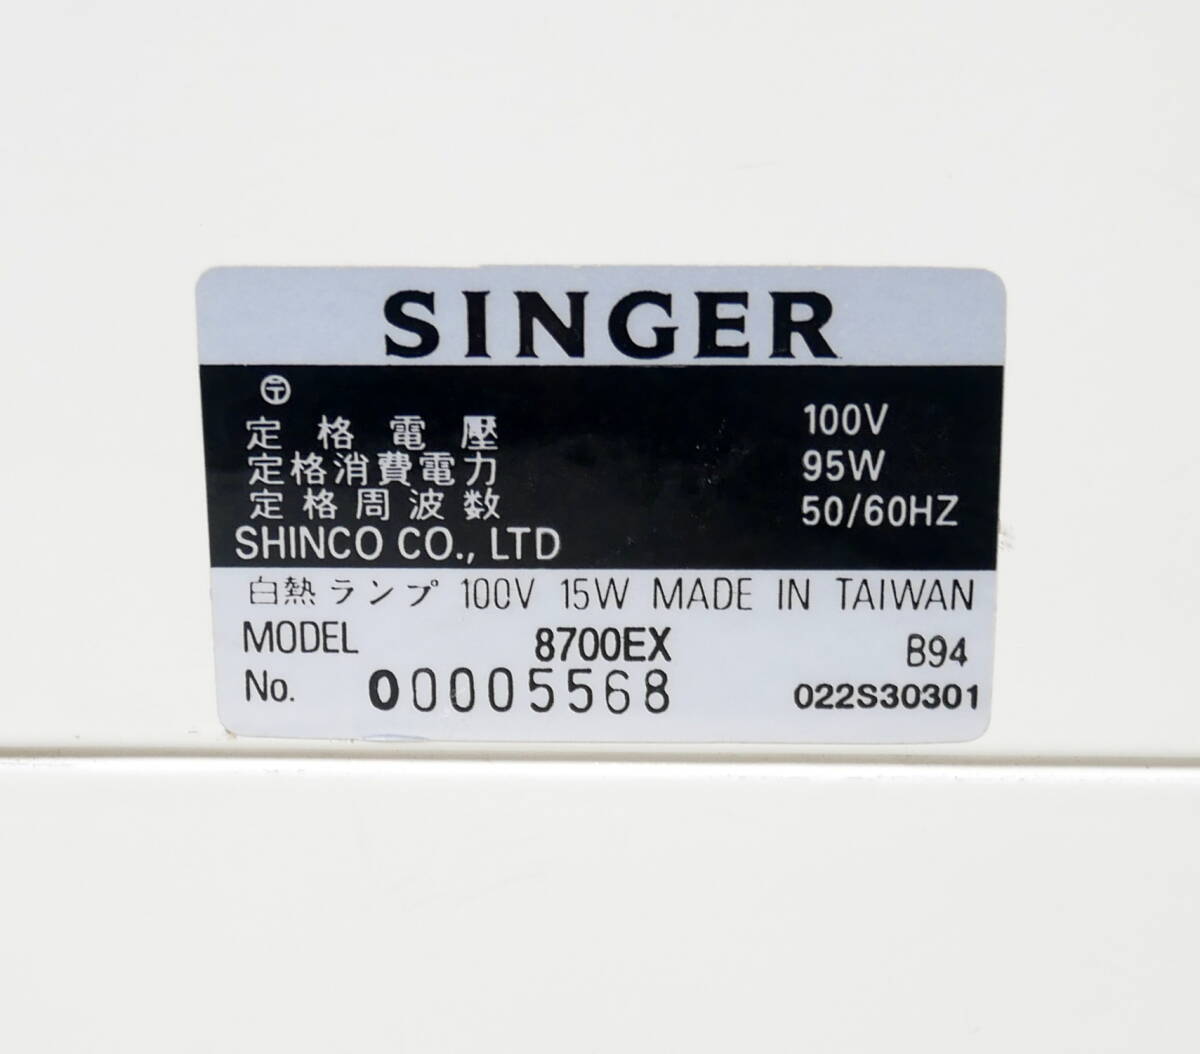 SINGER
〶
定格電壓 100V
定格消費電力 95W
定格周波数 50/60HZ
SHINCO CO., LTD
白熱ランプ 100V 15W MADE IN TAIWAN
MODEL 8700EX B94
No. 00005568 022S30301